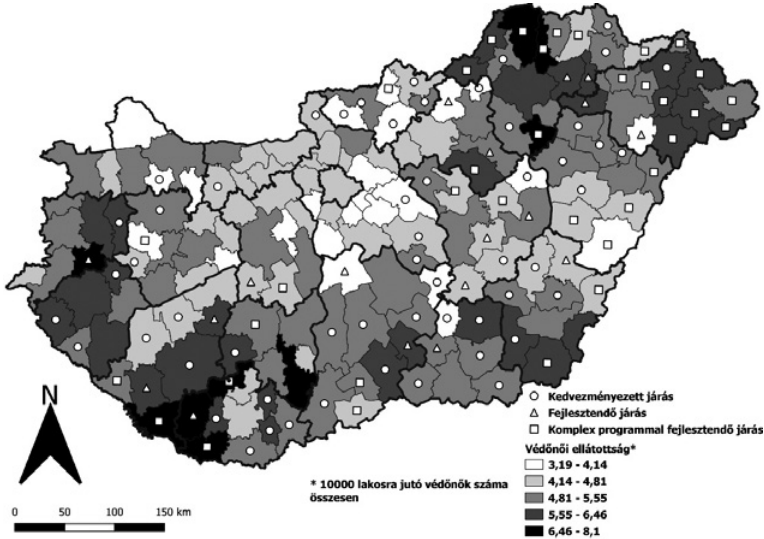 N
0 50 100 150 km
* 10000 lakosra jutó védőnők száma
összesen
Kedvezményezett járás
Fejlesztendő járás
Komplex programmal fejlesztendő járás
Védőnői ellátottság*
3,19 - 4,14
4,14 - 4,81
4,81 - 5,55
5,55 - 6,46
6,46 - 8,1